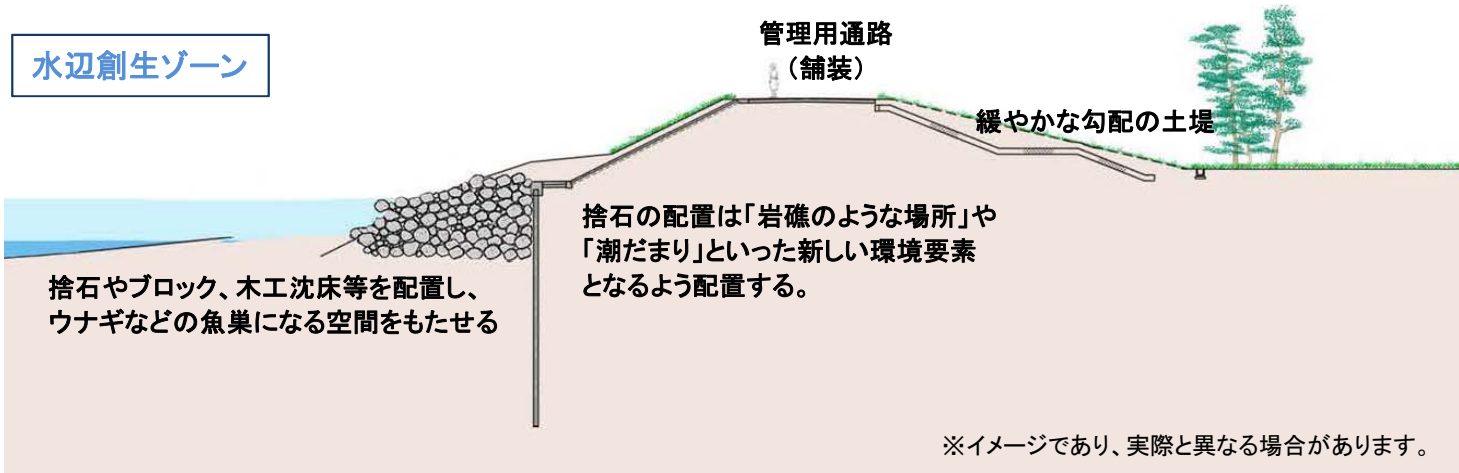 水辺創生ゾーン
管理用通路
（舗装）
緩やかな勾配の土堤
捨石の配置は「岩礁のような場所」や
「潮だまり」といった新しい環境要素
となるよう配置する。
捨石やブロック、木工沈床等を配置し、
ウナギなどの魚巣になる空間をもたせる
※イメージであり、実際と異なる場合があります。